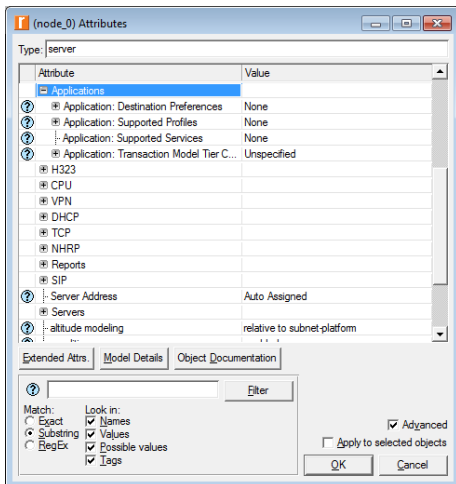 (node_0) Attributes
Type: server
Attribute Value
Applications
Application: Destination Preferences None
Application: Supported Profiles None
Application: Supported Services None
Application: Transaction Model Tier C... Unspecified
H323
CPU
VPN
DHCP
TCP
NHRP
Reports
SIP
Server Address Auto Assigned
Servers
altitude modeling relative to subnet-platform
Extended Attrs. Model Details Object Documentation
Filter
Match: Look in:
Exact Names
Substring Values
RegEx Possible values
Tags
Advanced
Apply to selected objects
OK Cancel